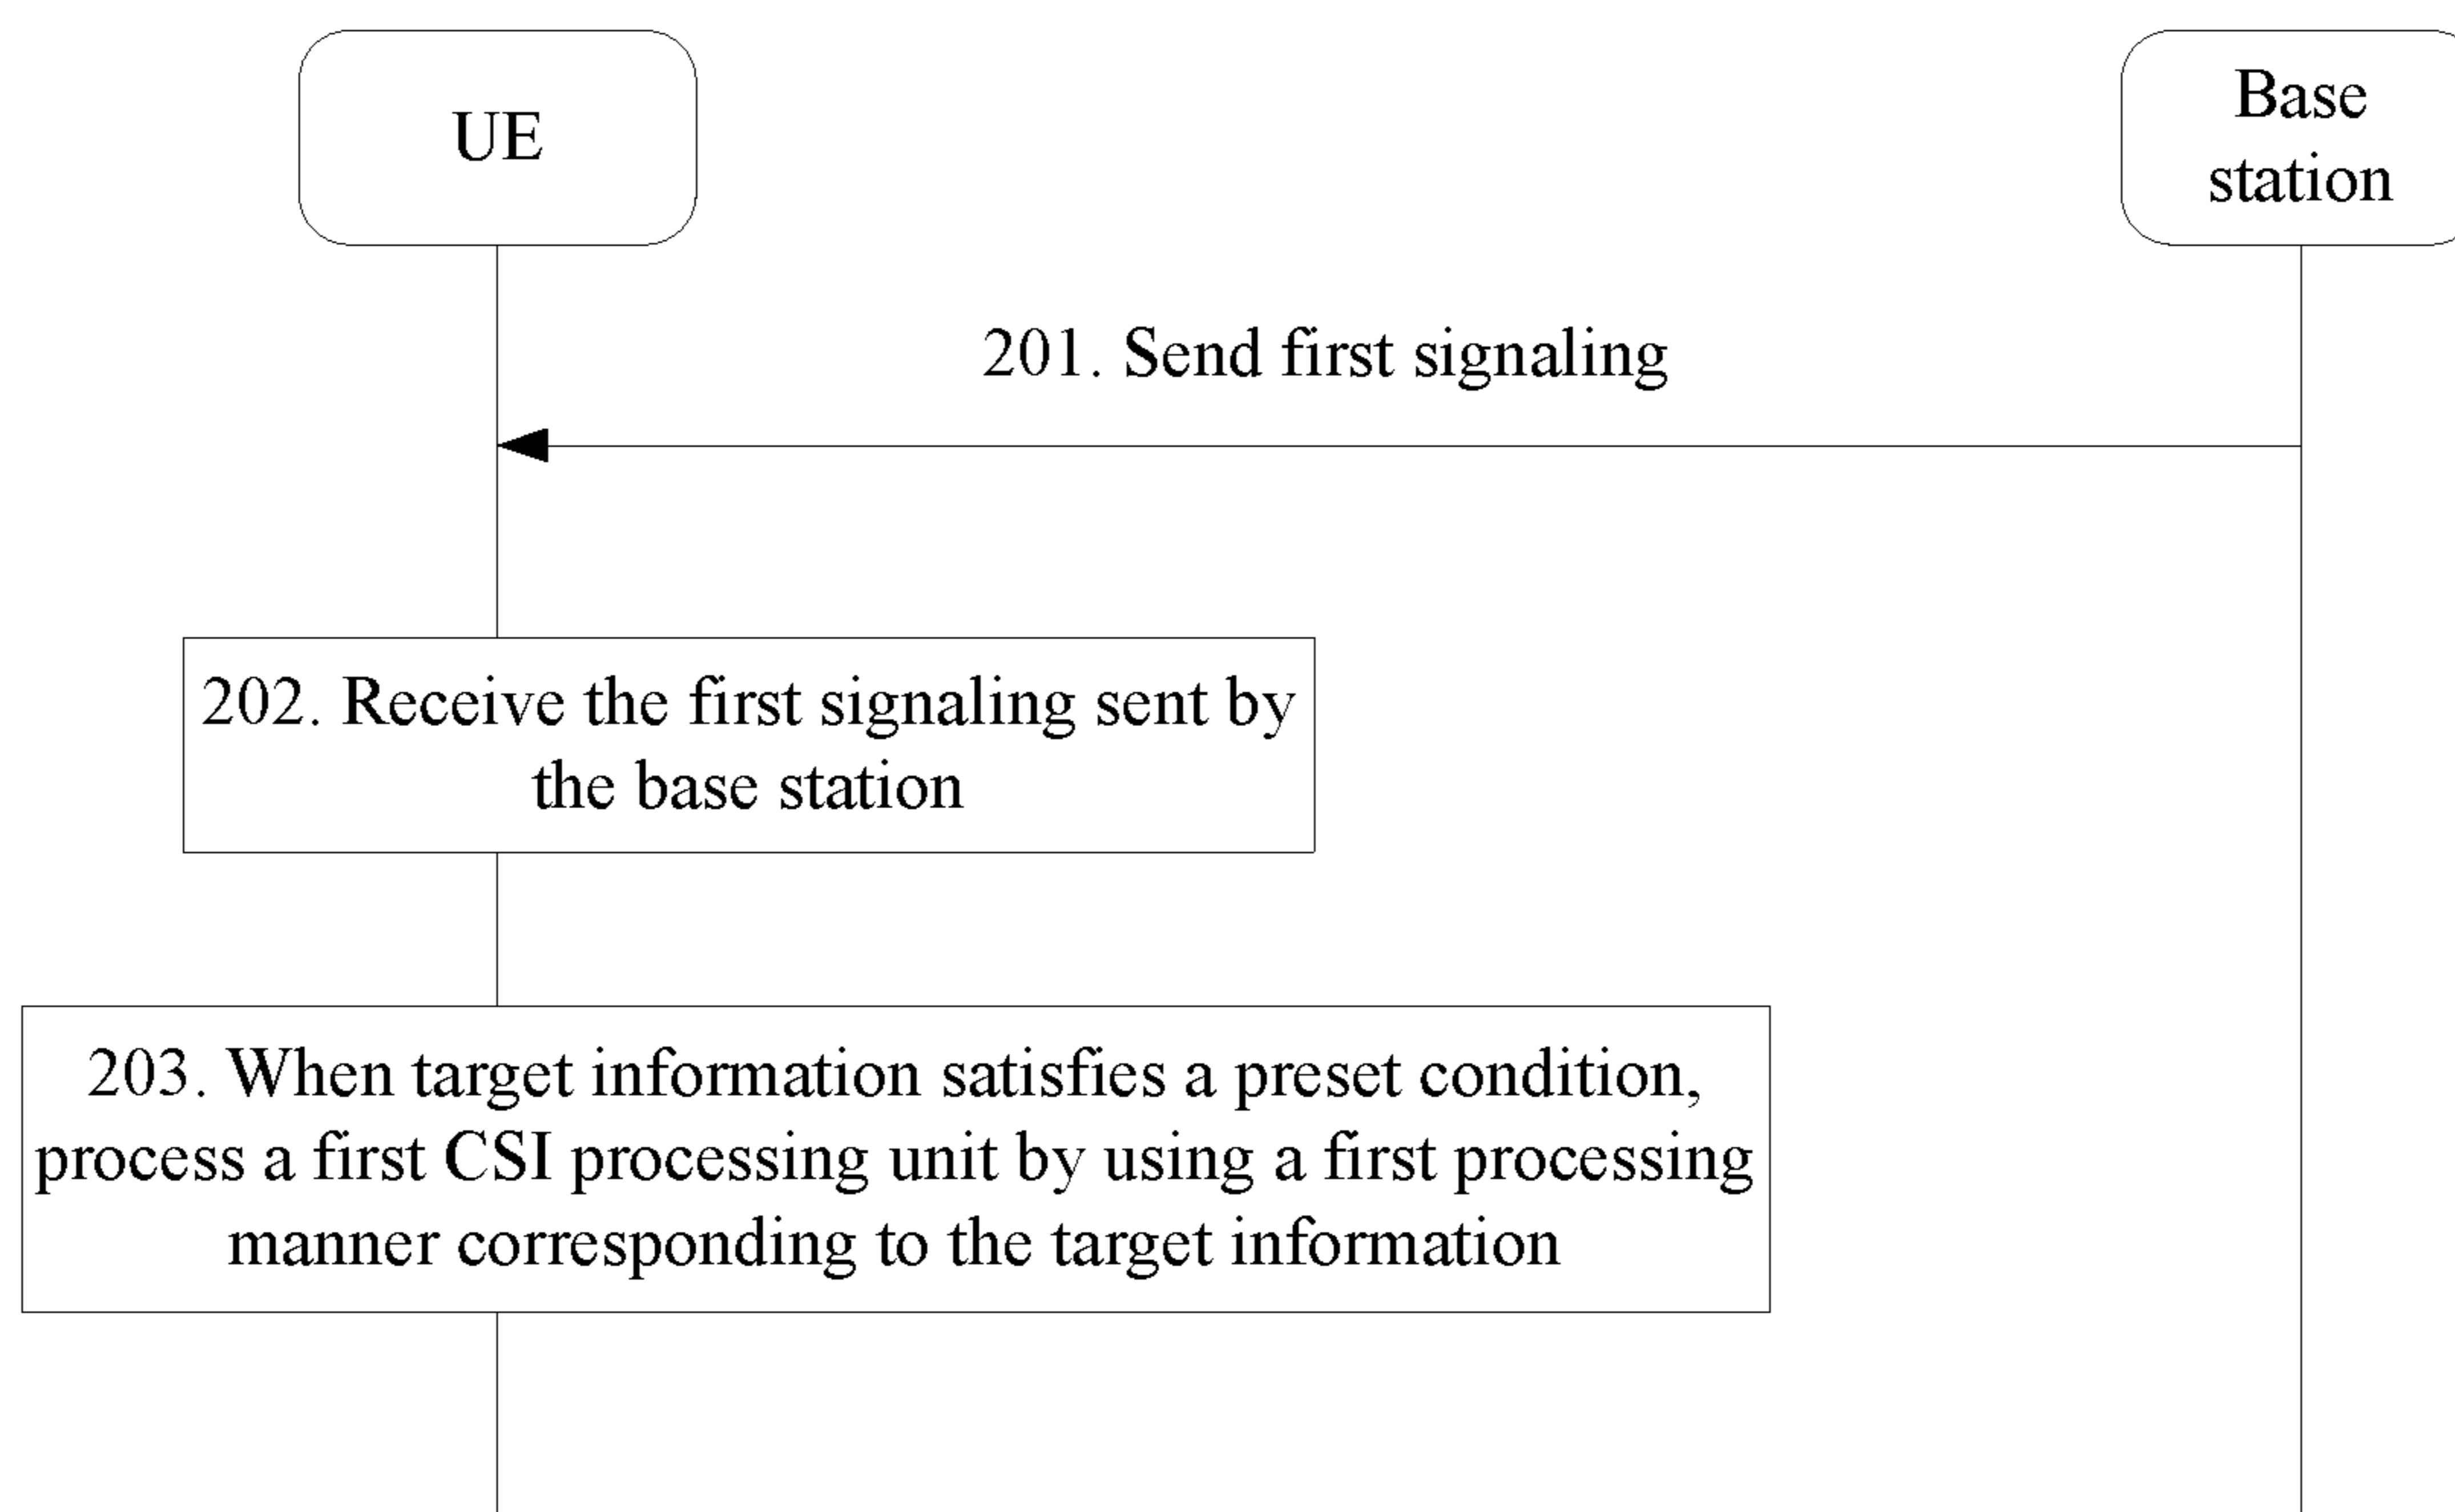 UE
Base
station
201. Send first signaling
202. Receive the first signaling sent by
the base station
203. When target information satisfies a preset condition,
process a first CSI processing unit by using a first processing
manner corresponding to the target information